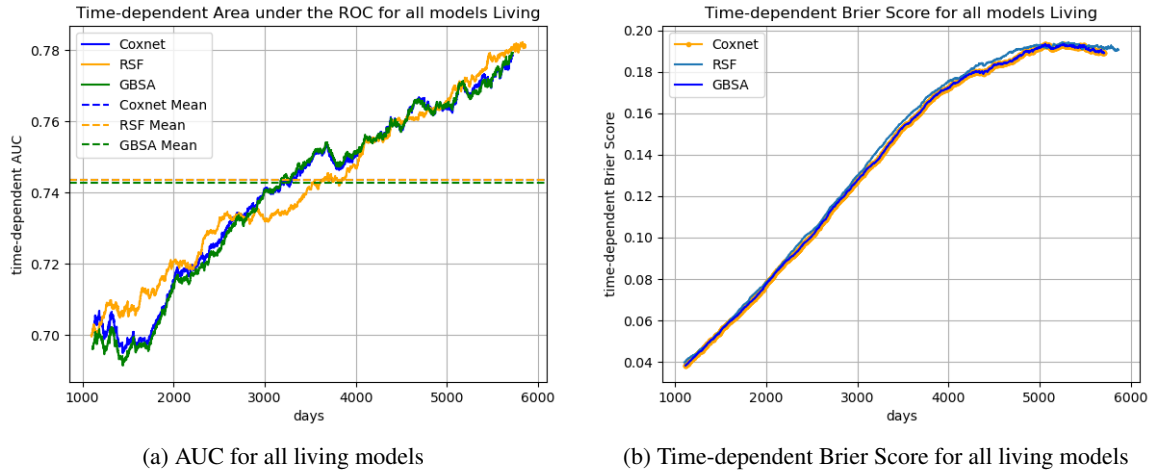 Time-dependent Area under the ROC for all models Living
time-dependent AUC
0.78
0.76
0.74
0.72
0.70
Coxnet
RSF
GBSA
Coxnet Mean
RSF Mean
GBSA Mean
1000 2000 3000 4000 5000 6000
days
(a) AUC for all living models
Time-dependent Brier Score for all models Living
time-dependent Brier Score
0.20
0.18
0.16
0.14
0.12
0.10
0.08
0.06
0.04
Coxnet
RSF
GBSA
1000 2000 3000 4000 5000 6000
days
(b) Time-dependent Brier Score for all living models